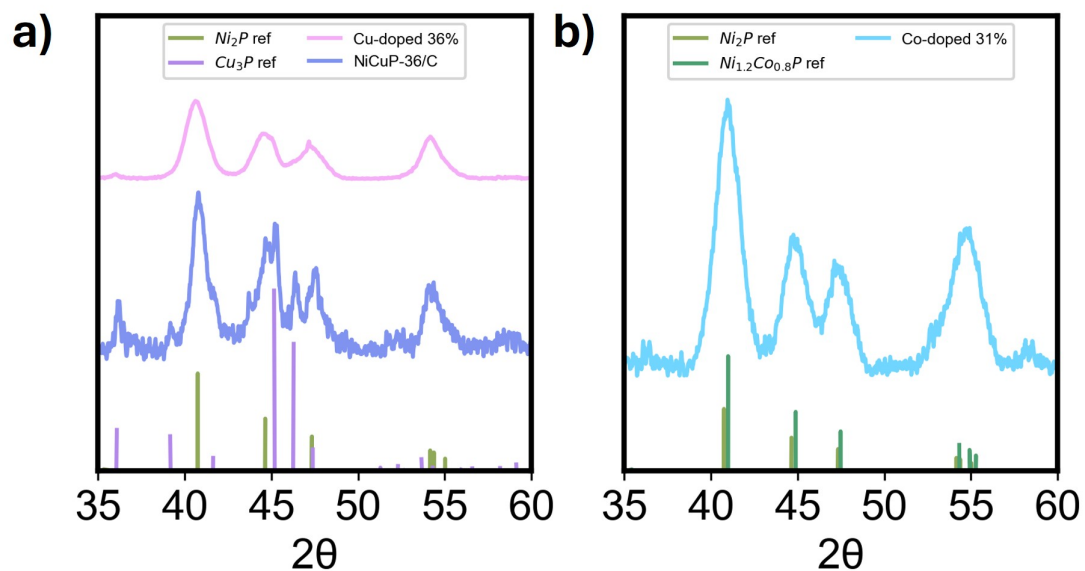 a)
Ni₂P ref
Cu₃P ref
Cu-doped 36%
NiCuP-36/C
35 40 45 50 55 60
2θ
b)
Ni₂P ref
Ni₁.₂Co₀.₈P ref
Co-doped 31%
35 40 45 50 55 60
2θ